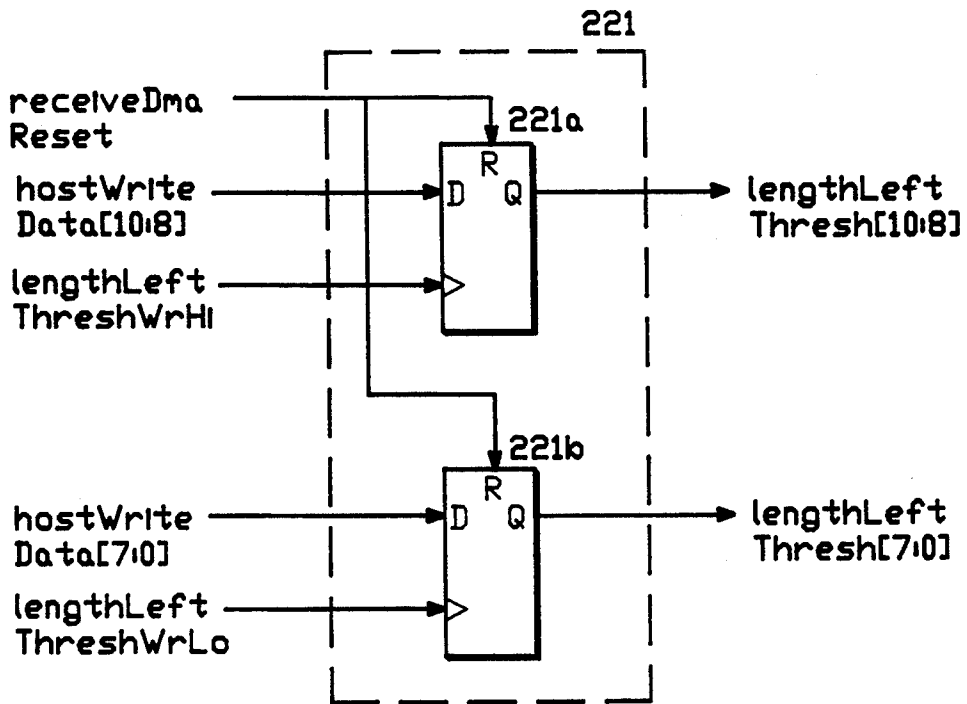 221
receiveDma
Reset
221a
R
hostWrite
Data[10:8]
D Q
lengthLeft
Thresh[10:8]
lengthLeft
ThreshWrHi
221b
R
hostWrite
Data[7:0]
D Q
lengthLeft
Thresh[7:0]
lengthLeft
ThreshWrLo